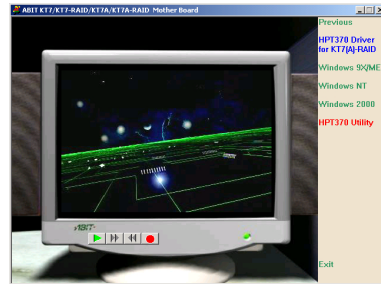 ABIT KT7/KT7-RAID/KT7A/KT7A-RAID Mother Board
Previous
HPT370 Driver
for KT7(A)-RAID
Windows 9X/ME
Windows NT
Windows 2000
HPT370 Utility
ABIT
Exit